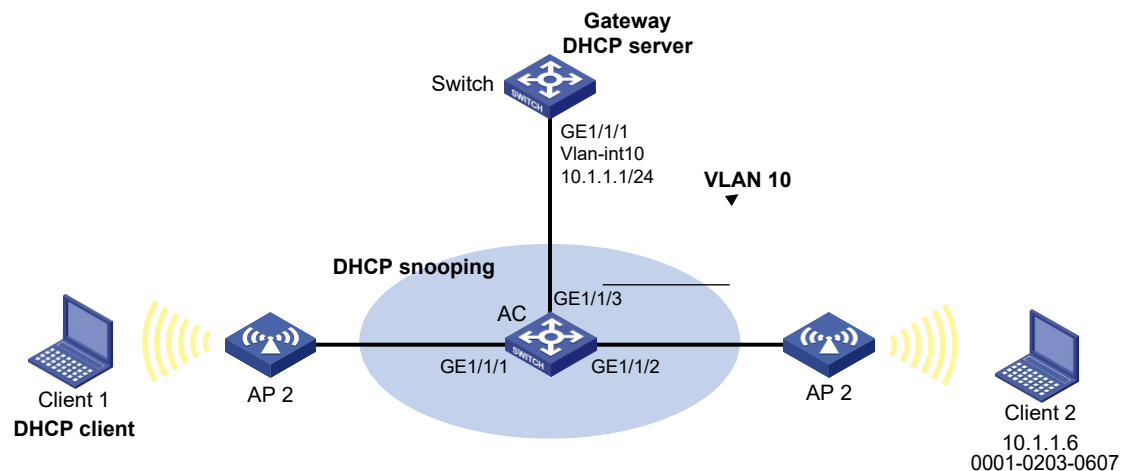 Gateway
DHCP server
Switch
SWITCH
GE1/1/1
Vlan-int10
10.1.1.1/24
VLAN 10
DHCP snooping
AC
GE1/1/3
SWITCH
GE1/1/1
GE1/1/2
Client 1
DHCP client
AP 2
AP 2
Client 2
10.1.1.6
0001-0203-0607